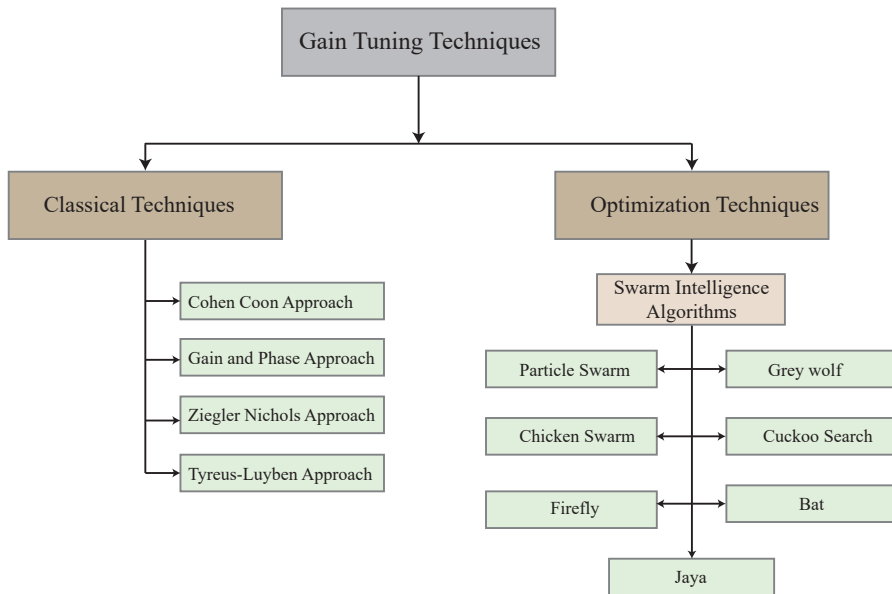 Gain Tuning Techniques
Classical Techniques
Optimization Techniques
Cohen Coon Approach
Gain and Phase Approach
Ziegler Nichols Approach
Tyreus-Luyben Approach
Swarm Intelligence
Algorithms
Particle Swarm
Grey wolf
Chicken Swarm
Cuckoo Search
Firefly
Bat
Jaya